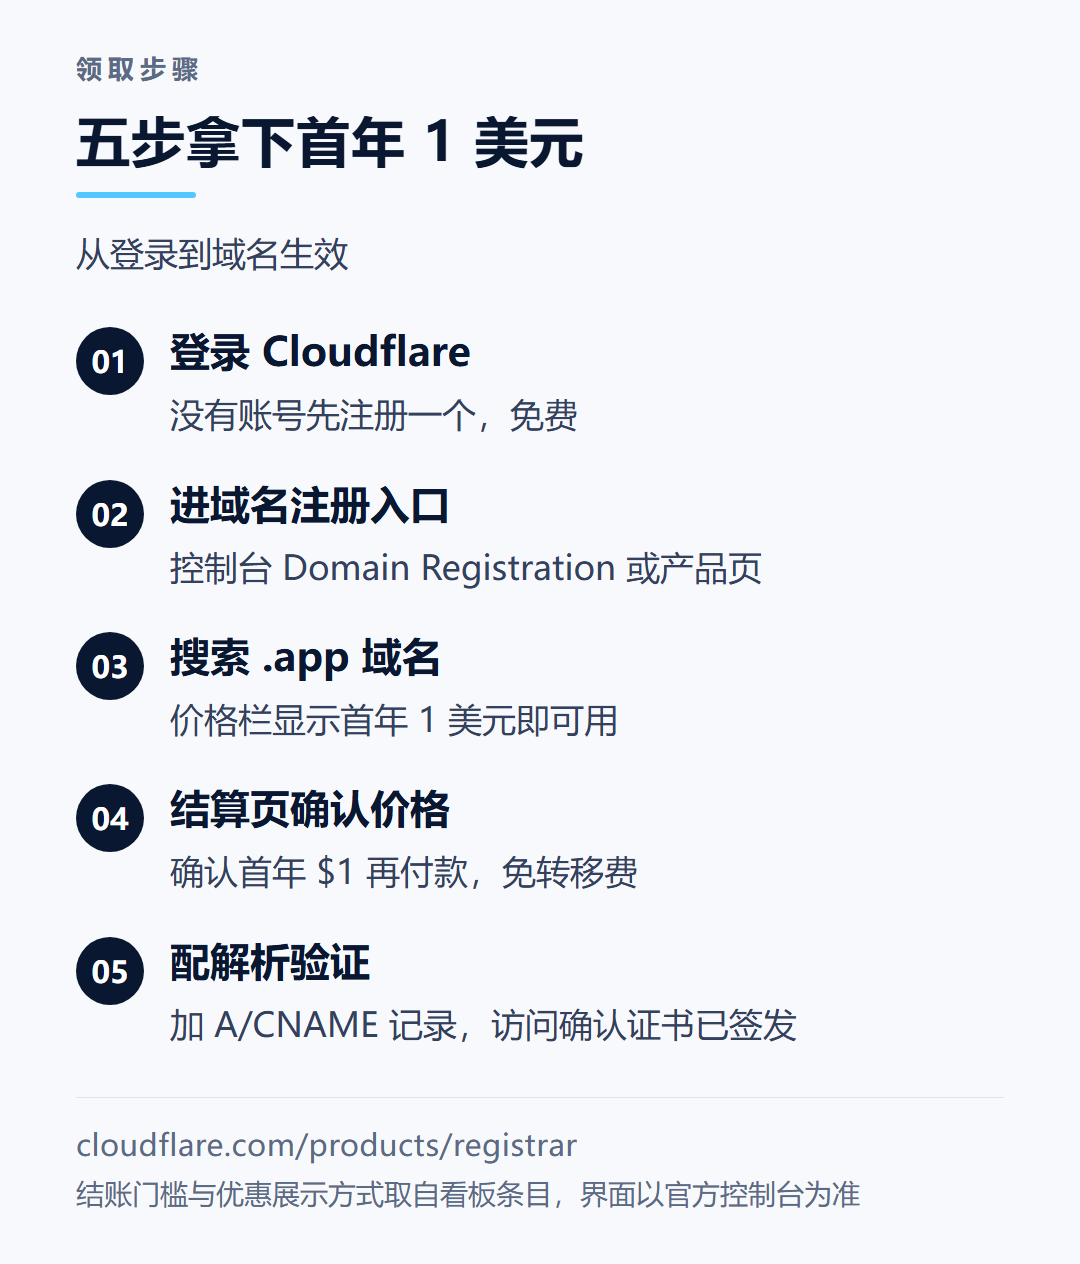 领取步骤
五步拿下首年 1 美元
从登录到域名生效
01
登录 Cloudflare
没有账号先注册一个，免费
02
进域名注册入口
控制台 Domain Registration 或产品页
03
搜索 .app 域名
价格栏显示首年 1 美元即可用
04
结算页确认价格
确认首年 $1 再付款，免转移费
05
配解析验证
加 A/CNAME 记录，访问确认证书已签发
cloudflare.com/products/registrar
结账门槛与优惠展示方式取自看板条目，界面以官方控制台为准